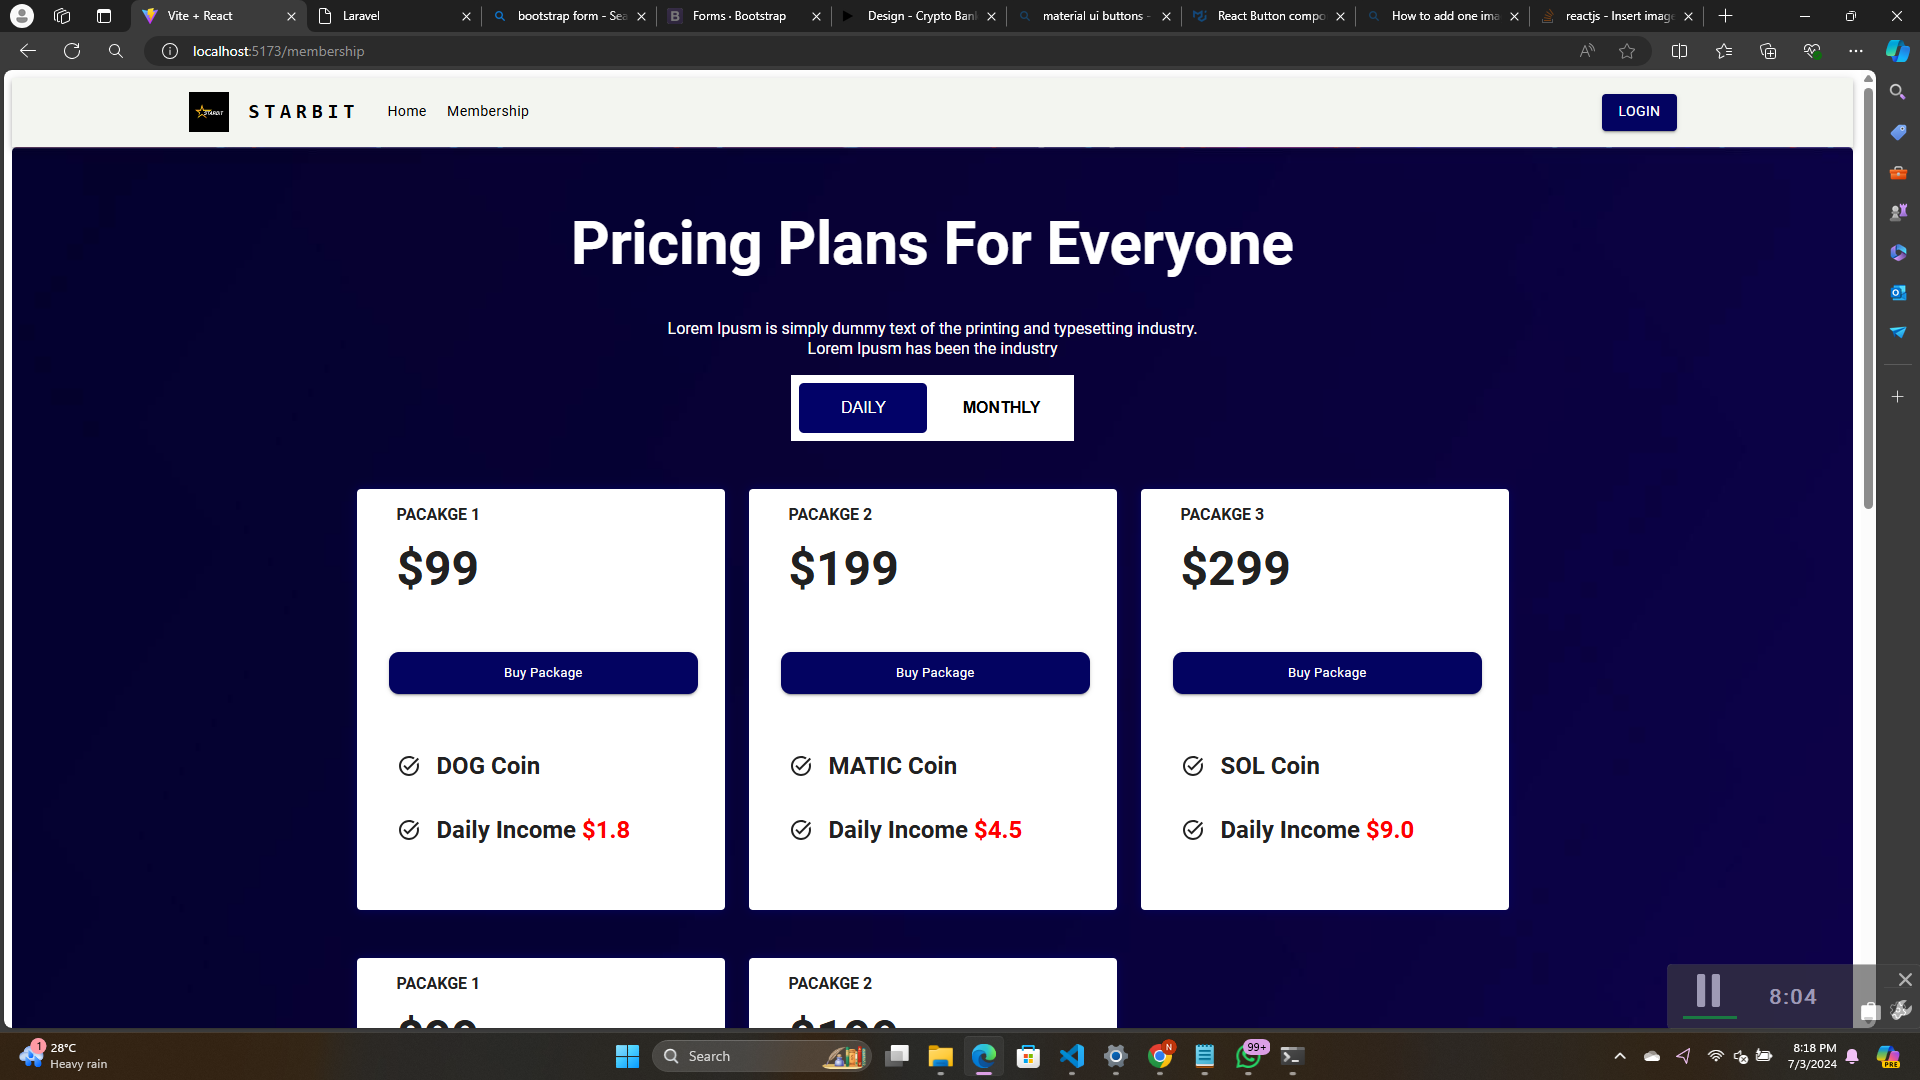 Vite + React
Laravel
bootstrap form - Sea
Forms · Bootstrap
Design - Crypto Bank
material ui buttons -
React Button compo
How to add one ima
reactjs - Insert image
localhost:5173/membership
STARBIT
STARBIT
Home
Membership
LOGIN
Pricing Plans For Everyone
Lorem Ipusm is simply dummy text of the printing and typesetting industry.
Lorem Ipusm has been the industry
DAILY
MONTHLY
PACAKGE 1
PACAKGE 2
PACAKGE 3
$99
$199
$299
Buy Package
Buy Package
Buy Package
DOG Coin
MATIC Coin
SOL Coin
Daily Income $1.8
Daily Income $4.5
Daily Income $9.0
PACAKGE 1
PACAKGE 2
$99
$199
8:04
1
28°C
Heavy rain
Search
N
99+
8:18 PM
7/3/2024
PRE